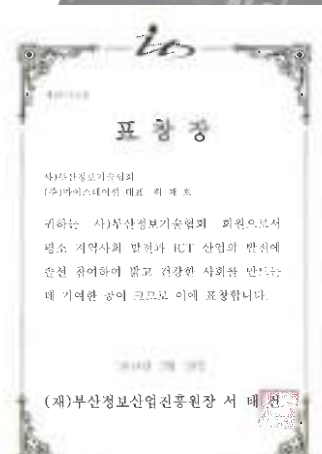 표창장
사)부산정보기술협회
(주)마이스테이션 대표 허 재 호
귀하는 사)부산정보기술협회 회원으로서
평소 지역사회 발전과 ICT 산업의 발전에
솔선 참여하여 밝고 건강한 사회를 만드는
데 기여한 공이 크므로 이에 표창합니다.
(재)부산정보산업진흥원장 서 태 건